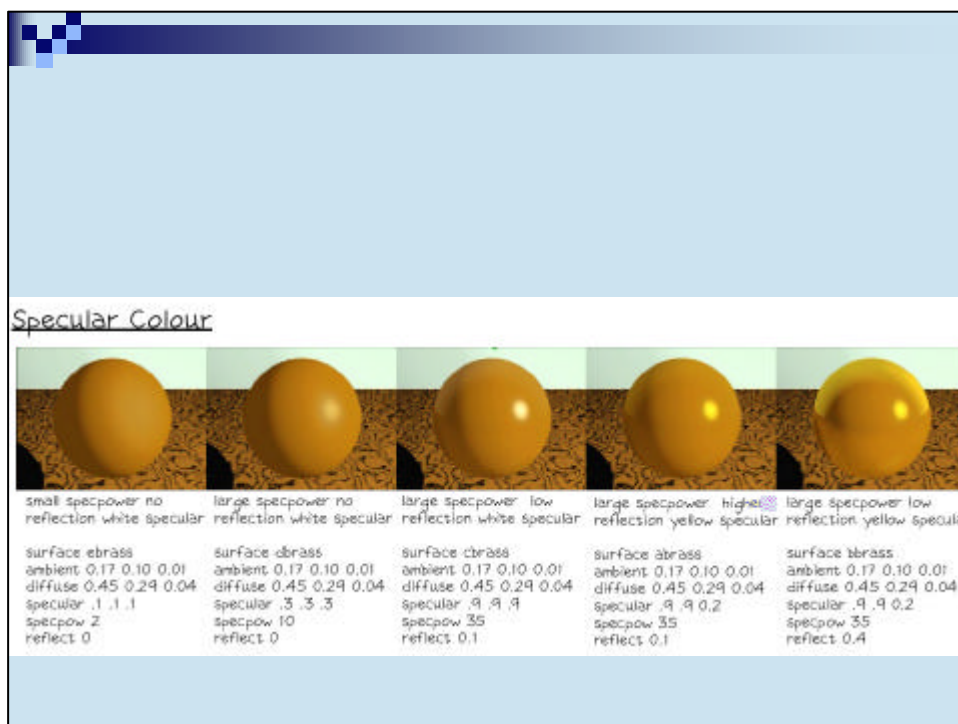 Specular Colour
small specpower no
reflection white specular
surface ebrass
ambient 0.17 0.10 0.01
diffuse 0.45 0.29 0.04
specular .1 .1 .1
specpow 2
reflect 0
large specpower no
reflection white specular
surface dbrass
ambient 0.17 0.10 0.01
diffuse 0.45 0.29 0.04
specular .3 .3 .3
specpow 10
reflect 0
large specpower low
reflection white specular
surface cbrass
ambient 0.17 0.10 0.01
diffuse 0.45 0.29 0.04
specular .9 .9 .9
specpow 35
reflect 0.1
large specpower higher
reflection yellow specular
surface abrass
ambient 0.17 0.10 0.01
diffuse 0.45 0.29 0.04
specular .9 .9 0.2
specpow 35
reflect 0.1
large specpower low
reflection yellow specula
surface bbrass
ambient 0.17 0.10 0.01
diffuse 0.45 0.29 0.04
specular .9 .9 0.2
specpow 35
reflect 0.4